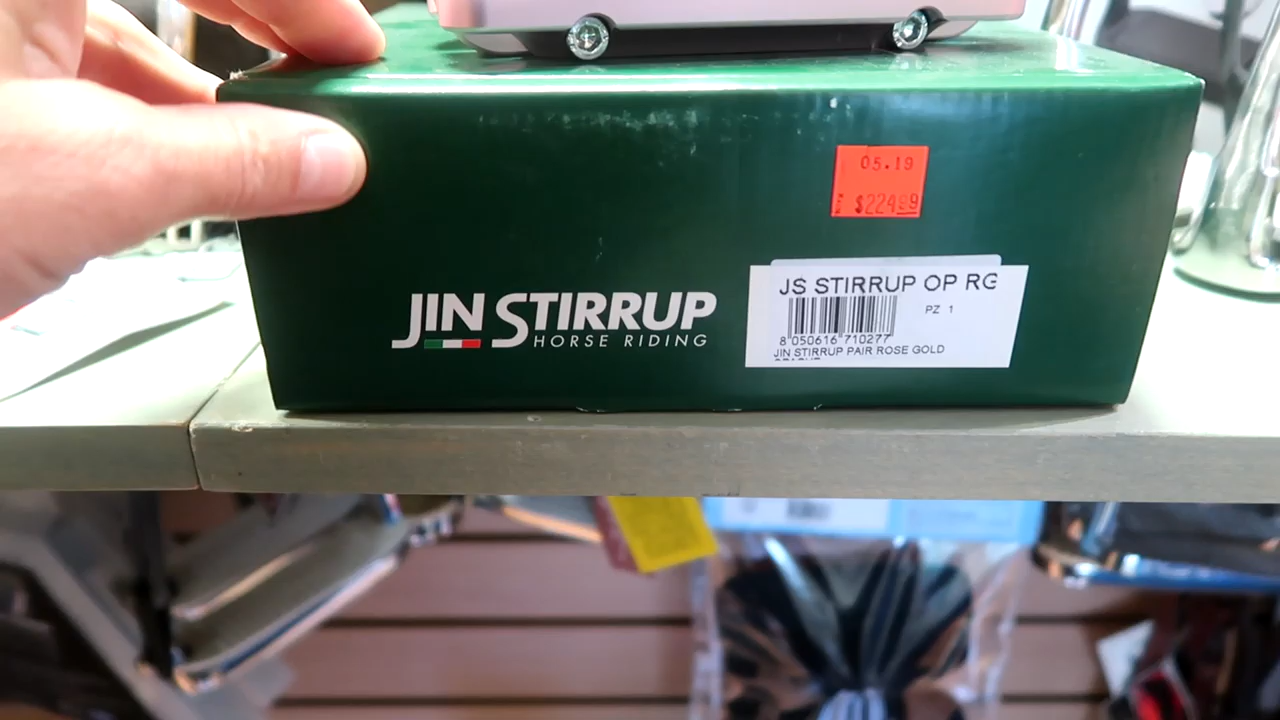 05.19
$224.99
JIN STIRRUP
HORSE RIDING
JS STIRRUP OP RG
PZ 1
8 050616 710277
JIN STIRRUP PAIR ROSE GOLD